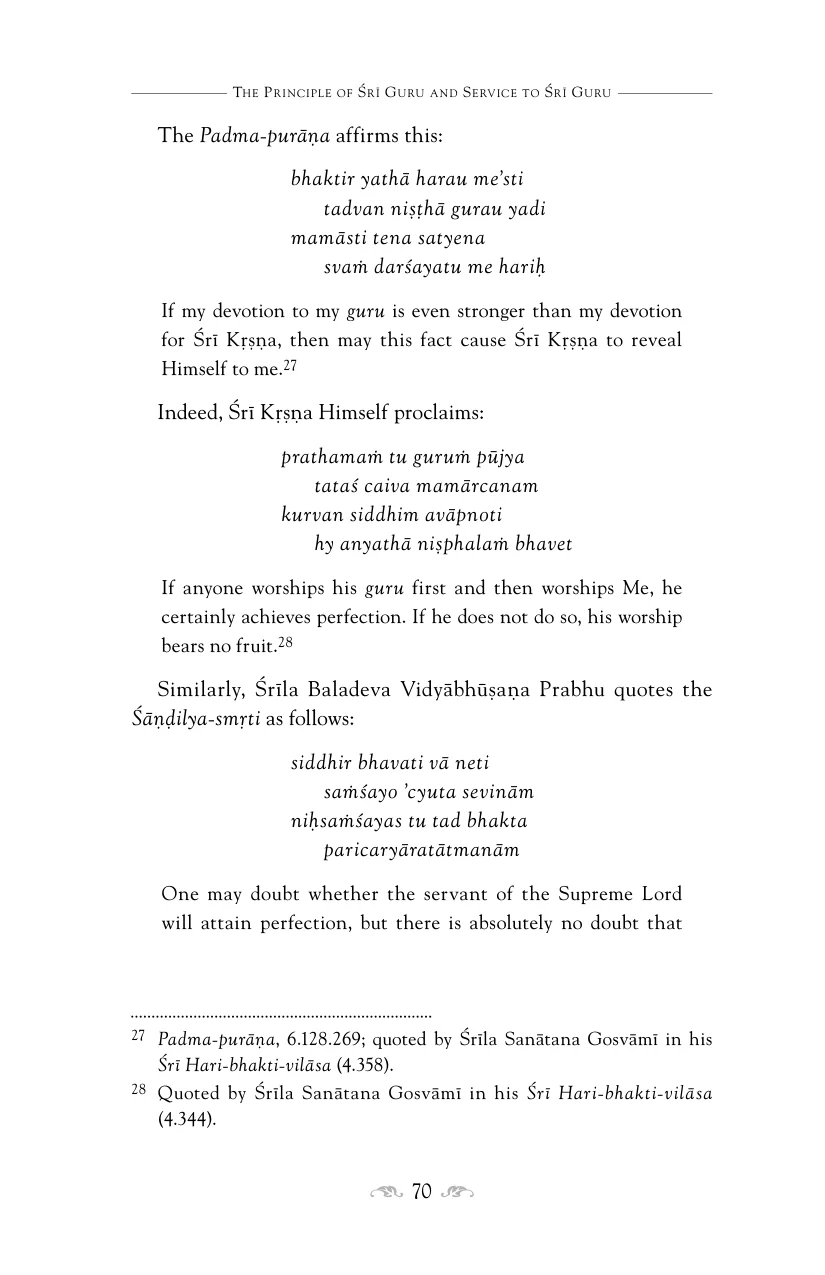 The Principle of Śrī Guru and Service to Śrī Guru
The Padma-purāṇa affirms this:
bhaktir yathā harau me’sti
tadvan niṣṭhā gurau yadi
mamāsti tena satyena
svaṁ darśayatu me hariḥ
If my devotion to my guru is even stronger than my devotion
for Śrī Kṛṣṇa, then may this fact cause Śrī Kṛṣṇa to reveal
Himself to me.27
Indeed, Śrī Kṛṣṇa Himself proclaims:
prathamaṁ tu guruṁ pūjya
tataś caiva mamārcanam
kurvan siddhim avāpnoti
hy anyathā niṣphalaṁ bhavet
If anyone worships his guru first and then worships Me, he
certainly achieves perfection. If he does not do so, his worship
bears no fruit.28
Similarly, Śrīla Baladeva Vidyābhūṣaṇa Prabhu quotes the
Śāṇḍilya-smṛti as follows:
siddhir bhavati vā neti
saṁśayo ’cyuta sevinām
niḥsaṁśayas tu tad bhakta
paricaryāratātmanām
One may doubt whether the servant of the Supreme Lord
will attain perfection, but there is absolutely no doubt that
27 Padma-purāṇa, 6.128.269; quoted by Śrīla Sanātana Gosvāmī in his
Śrī Hari-bhakti-vilāsa (4.358).
28 Quoted by Śrīla Sanātana Gosvāmī in his Śrī Hari-bhakti-vilāsa
(4.344).
70